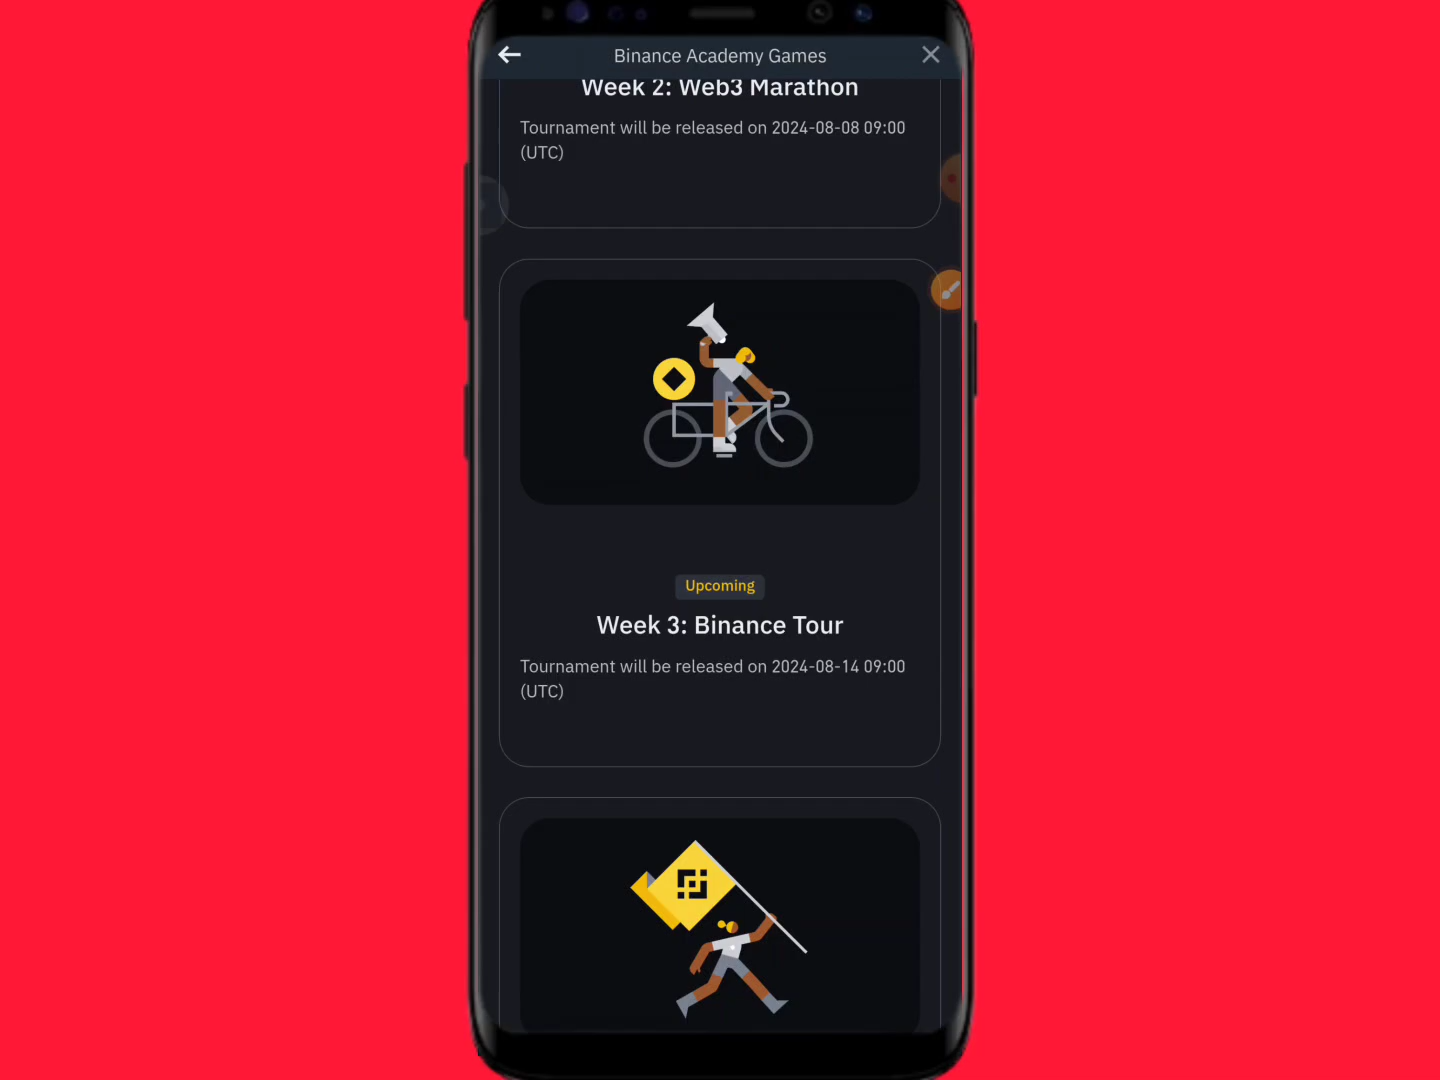 Binance Academy Games
Week 2: Web3 Marathon
Tournament will be released on 2024-08-08 09:00
(UTC)
Upcoming
Week 3: Binance Tour
Tournament will be released on 2024-08-14 09:00
(UTC)